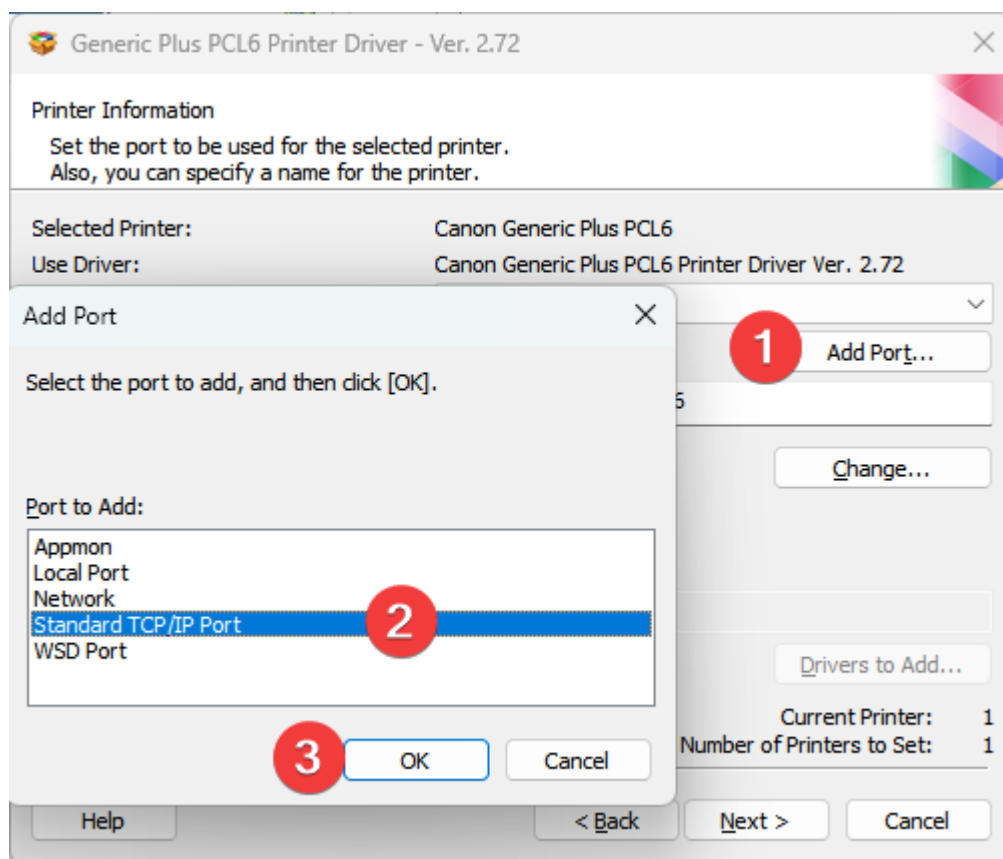 Generic Plus PCL6 Printer Driver - Ver. 2.72
Printer Information
Set the port to be used for the selected printer.
Also, you can specify a name for the printer.
Selected Printer: Canon Generic Plus PCL6
Use Driver: Canon Generic Plus PCL6 Printer Driver Ver. 2.72
Add Port
1
Add Port...
Select the port to add, and then click [OK].
6
Change...
Port to Add:
Appmon
Local Port
Network
Standard TCP/IP Port
2
WSD Port
Drivers to Add...
Current Printer: 1
Number of Printers to Set: 1
3
OK
Cancel
Help
< Back
Next >
Cancel